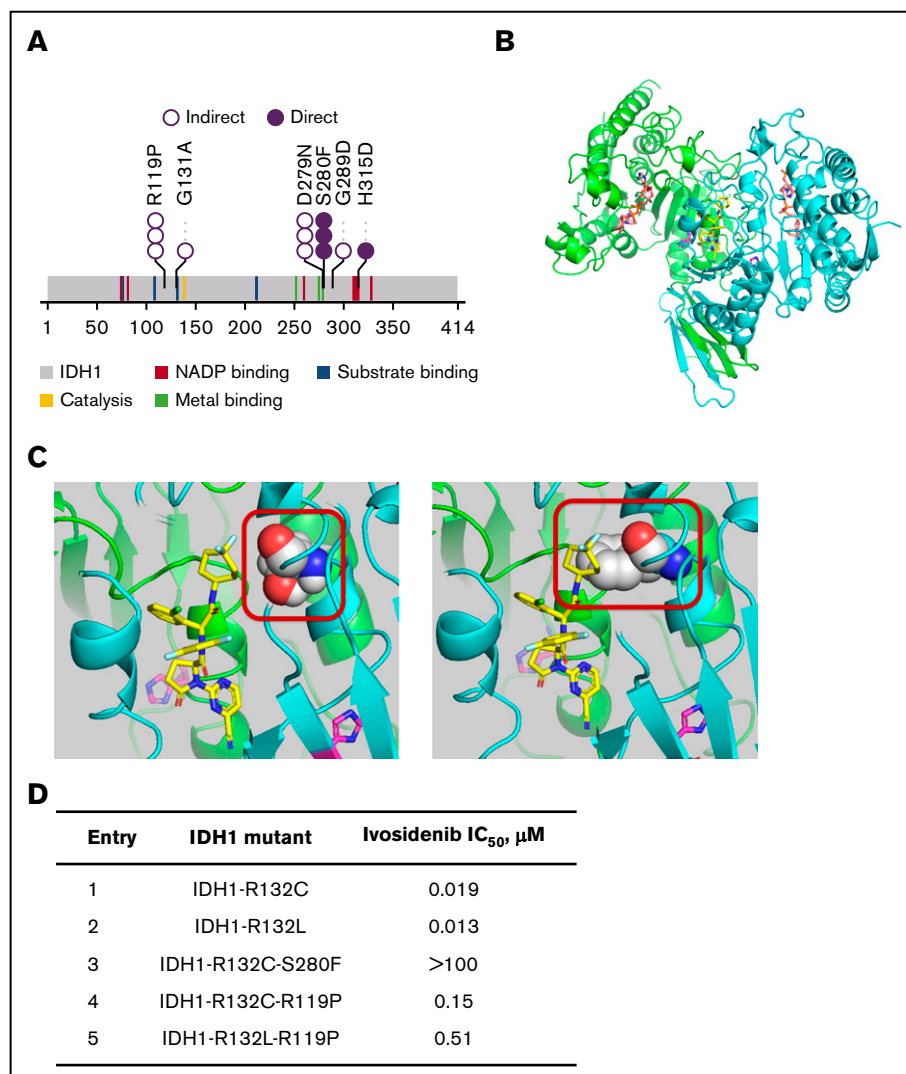 A
B
Indirect Direct
R119P
G131A
D279N
S280F
G289D
H315D
1 50 100 150 200 250 300 350 414
IDH1 NADP binding Substrate binding
Catalysis Metal binding
C
D
Entry IDH1 mutant Ivosidenib IC50, μM
1 IDH1-R132C 0.019
2 IDH1-R132L 0.013
3 IDH1-R132C-S280F >100
4 IDH1-R132C-R119P 0.15
5 IDH1-R132L-R119P 0.51